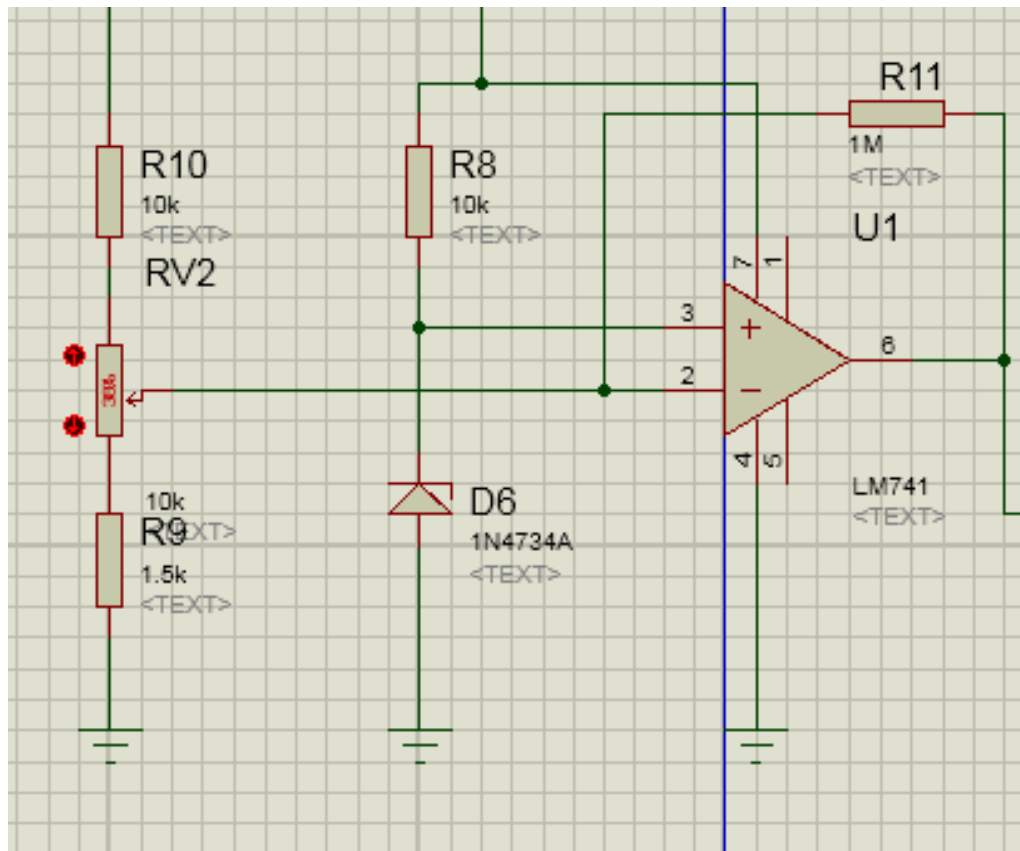 R11
1M
<TEXT>
R10
10k
<TEXT>
R8
10k
<TEXT>
U1
RV2
7
1
3
+
6
2
−
4
5
LM741
<TEXT>
10k
<TEXT>
R9
1.5k
<TEXT>
D6
1N4734A
<TEXT>